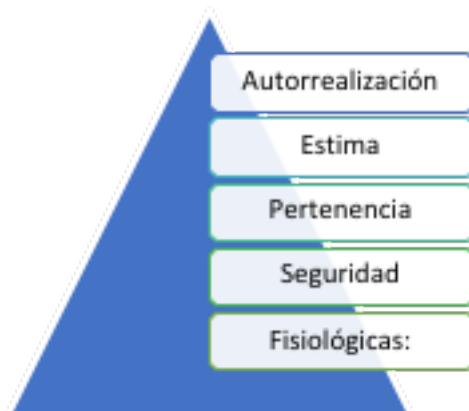 Autorrealización
Estima
Pertenencia
Seguridad
Fisiológicas: